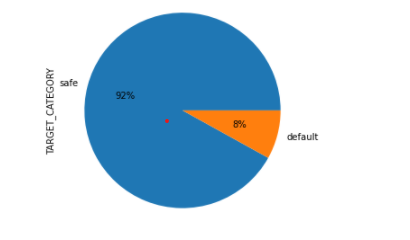 safe
92%
8%
default
TARGET_CATEGORY